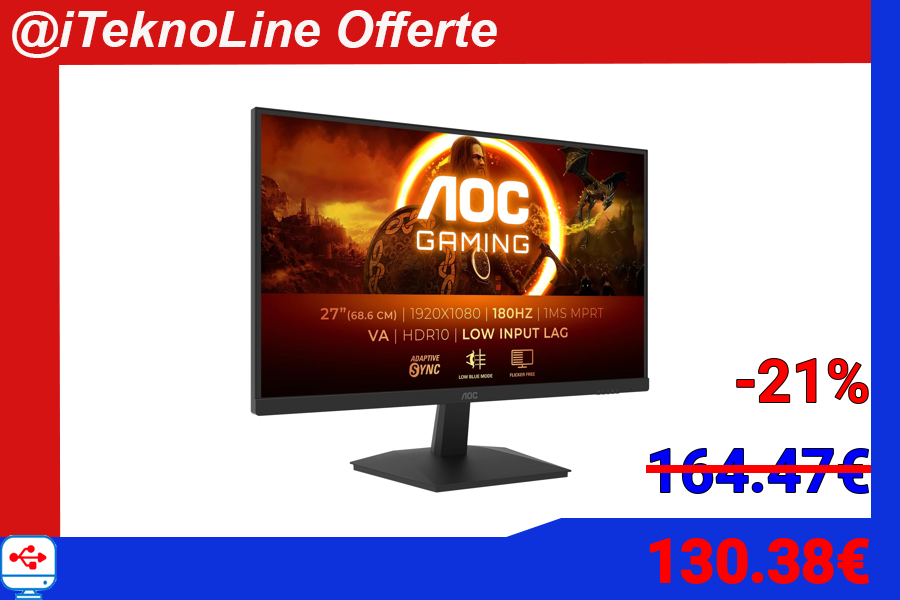 @iTeknoLine Offerte
AOC
GAMING
27”(68.6 CM) | 1920X1080 | 180HZ | 1MS MPRT
VA | HDR10 | LOW INPUT LAG
ADAPTIVE
SYNC
LOW BLUE MODE
FLICKER FREE
AOC
-21%
164.47€
130.38€